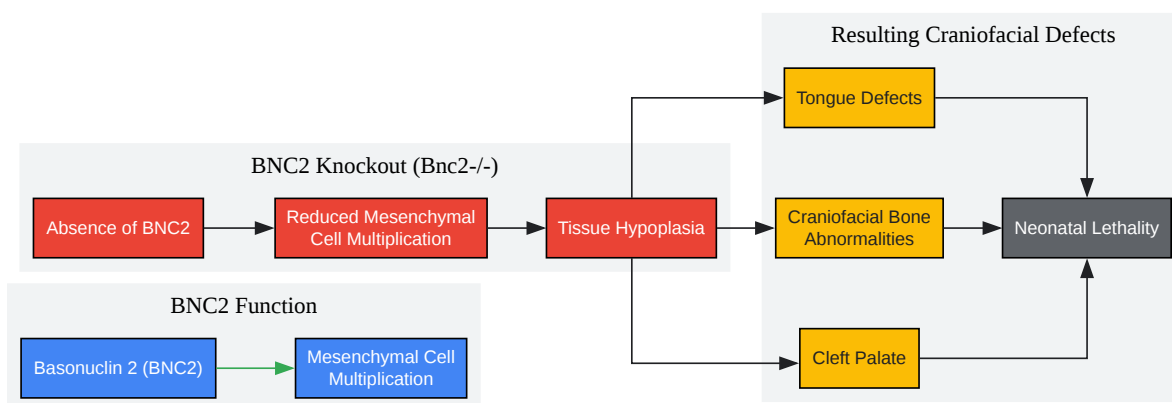 Resulting Craniofacial Defects
Tongue Defects
BNC2 Knockout (Bnc2-/-)
Absence of BNC2
Reduced Mesenchymal
Cell Multiplication
Tissue Hypoplasia
Craniofacial Bone
Abnormalities
Neonatal Lethality
BNC2 Function
Basonuclin 2 (BNC2)
Mesenchymal Cell
Multiplication
Cleft Palate